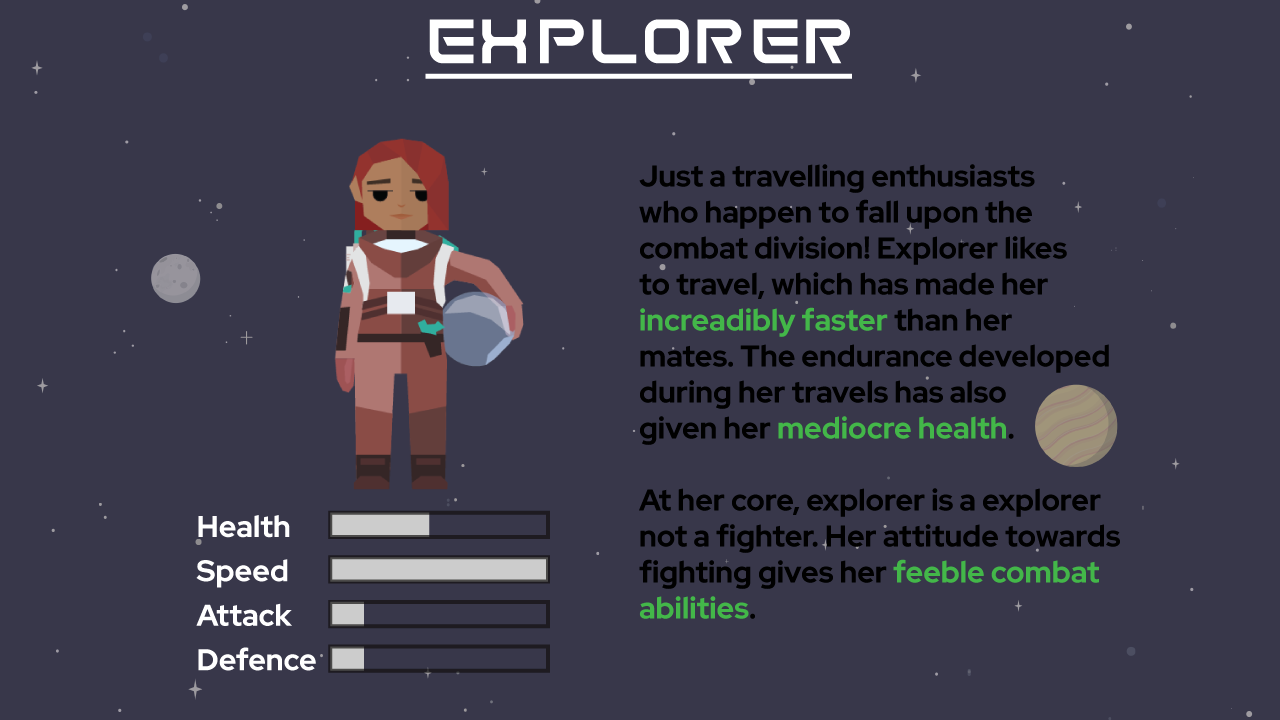 EXPLORER
Just a travelling enthusiasts
who happen to fall upon the
combat division! Explorer likes
to travel, which has made her
increadibly faster than her
mates. The endurance developed
during her travels has also
given her mediocre health.
At her core, explorer is a explorer
not a fighter. Her attitude towards
fighting gives her feeble combat
abilities.
Health
Speed
Attack
Defence